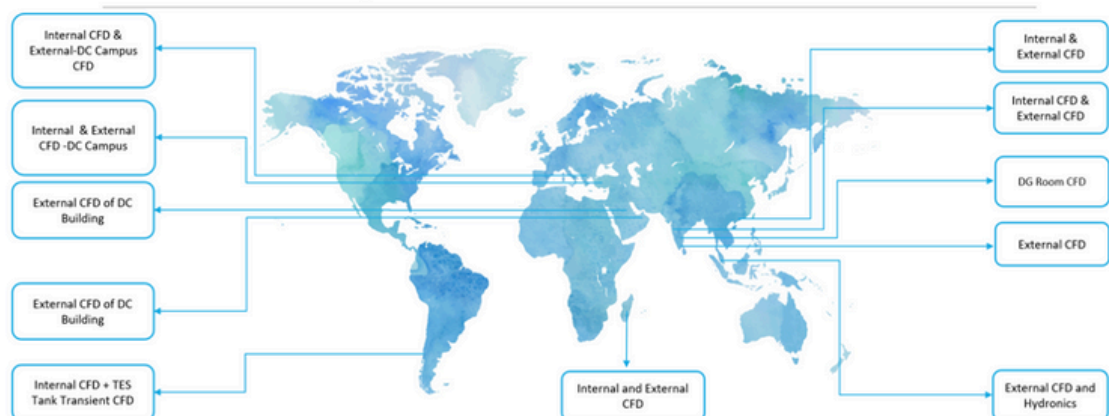 Internal CFD &
External-DC Campus
CFD
Internal & External
CFD -DC Campus
External CFD of DC
Building
External CFD of DC
Building
Internal CFD + TES
Tank Transient CFD
Internal and External
CFD
Internal &
External CFD
Internal CFD &
External CFD
DG Room CFD
External CFD
External CFD and
Hydronics